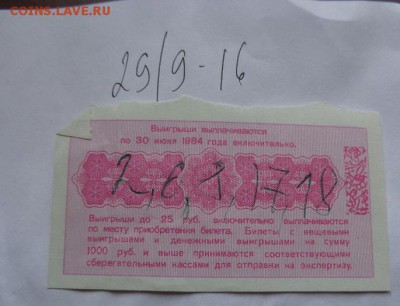 COINS.LAVE.RU
29/9-16
Выигрыши выплачиваются
по 30 июня 1984 года включительно.
2,6,7,17,18
Выигрыши до 25 руб. включительно выплачиваются
по месту приобретения билета. Билеты с вещевыми
выигрышами и денежными выигрышами на сумму
1000 руб. и выше принимаются соответствующими
сберегательными кассами для отправки на экспертизу.